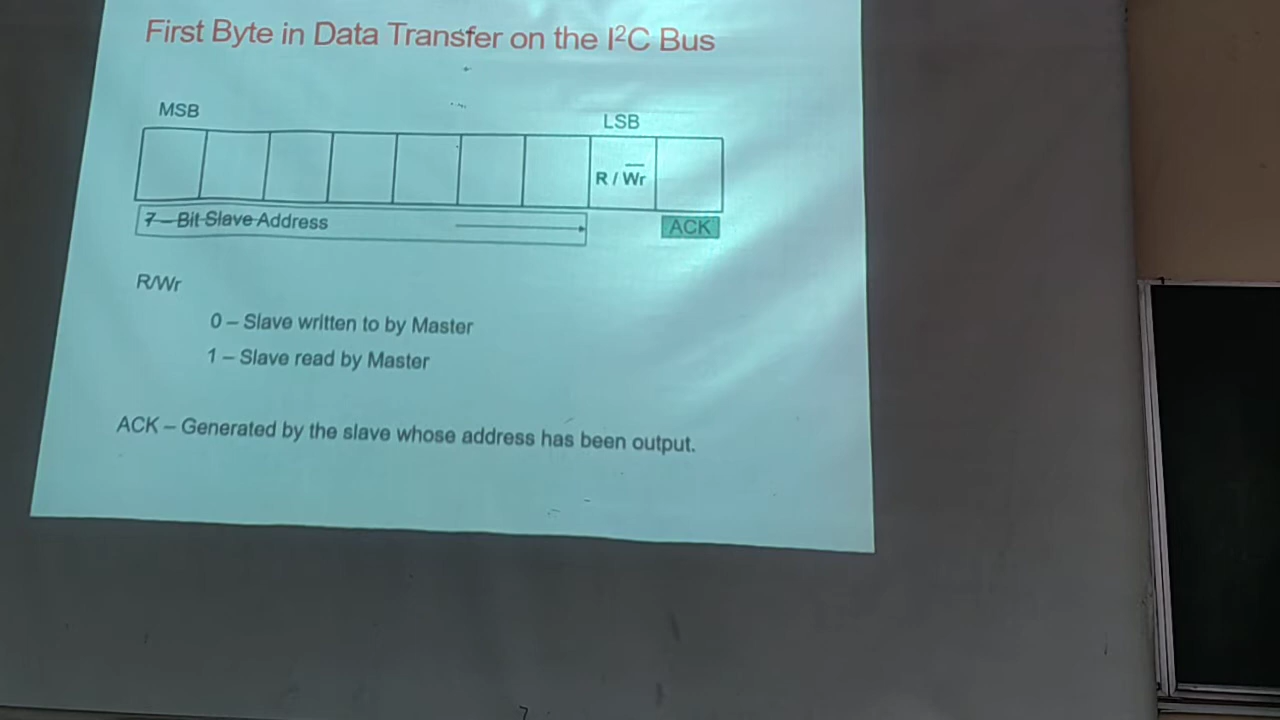 First Byte in Data Transfer on the I²C Bus
MSB
LSB
R / W̅r̅
7 – Bit Slave Address
ACK
R/Wr
0 – Slave written to by Master
1 – Slave read by Master
ACK – Generated by the slave whose address has been output.